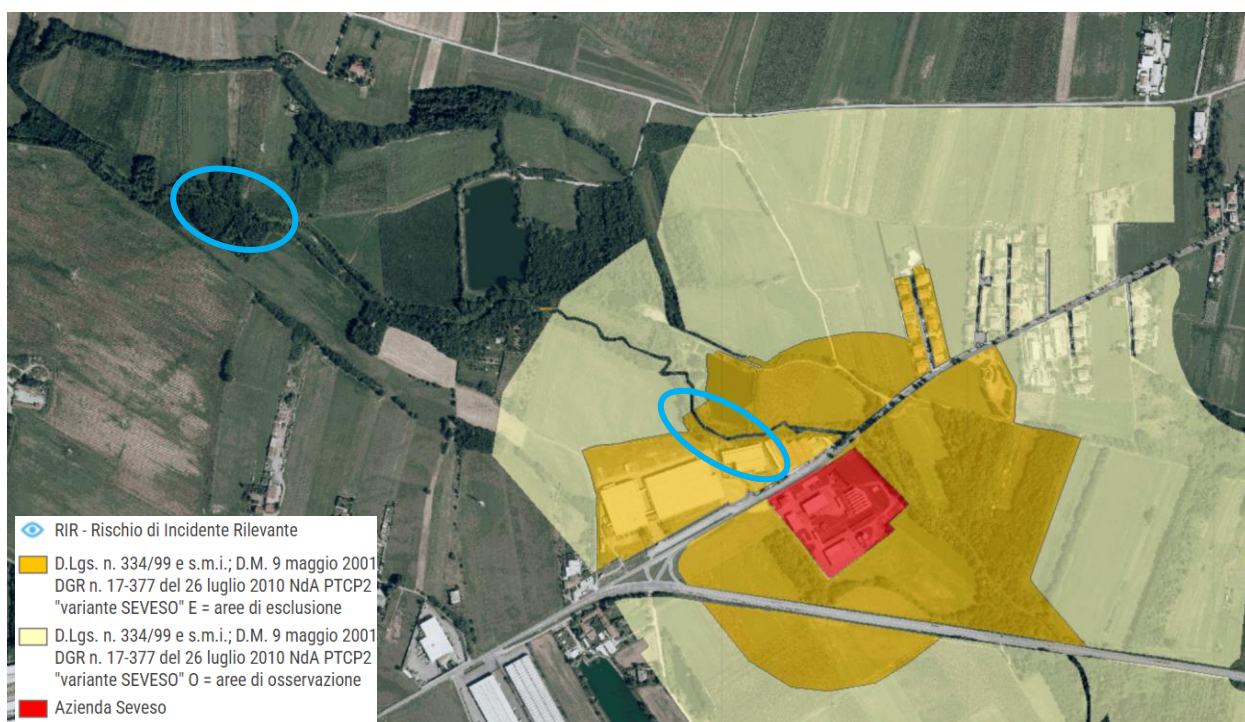 RIR - Rischio di Incidente Rilevante
D.Lgs. n. 334/99 e s.m.i.; D.M. 9 maggio 2001
DGR n. 17-377 del 26 luglio 2010 NdA PTCP2
"variante SEVESO" E = aree di esclusione
D.Lgs. n. 334/99 e s.m.i.; D.M. 9 maggio 2001
DGR n. 17-377 del 26 luglio 2010 NdA PTCP2
"variante SEVESO" O = aree di osservazione
Azienda Seveso